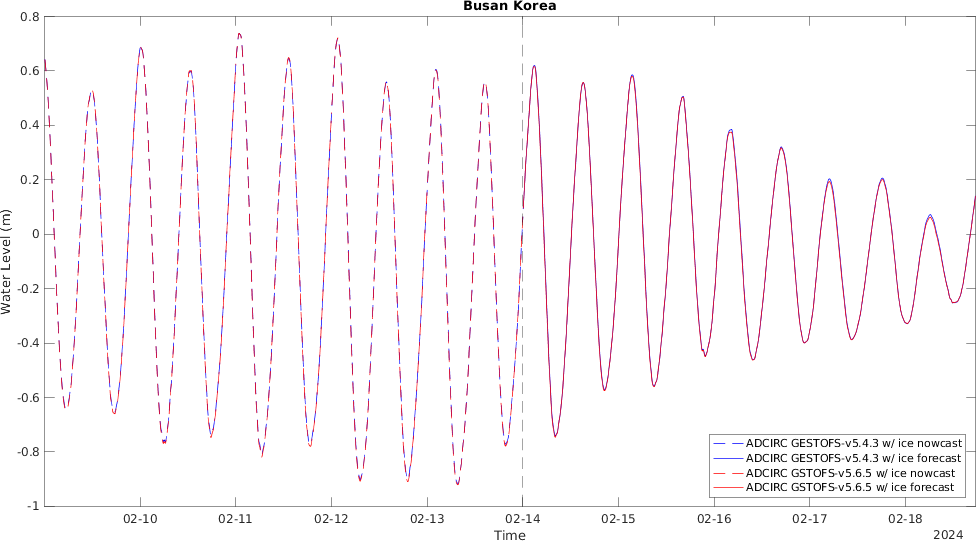 Busan Korea
0.8
0.6
0.4
0.2
0
-0.2
-0.4
-0.6
-0.8
-1
Water Level (m)
ADCIRC GESTOFS-v5.4.3 w/ ice nowcast
ADCIRC GESTOFS-v5.4.3 w/ ice forecast
ADCIRC GSTOFS-v5.6.5 w/ ice nowcast
ADCIRC GSTOFS-v5.6.5 w/ ice forecast
02-10 02-11 02-12 02-13 02-14 02-15 02-16 02-17 02-18
Time
2024